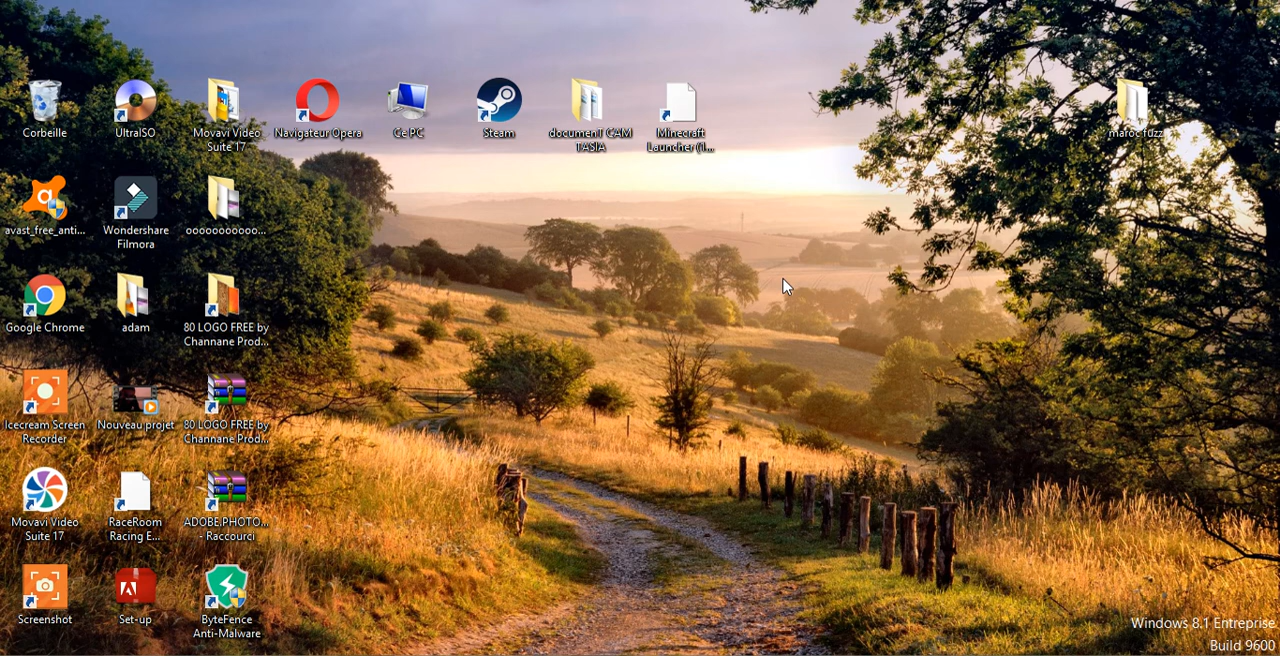 Corbeille
UltraISO
Movavi Video
Suite 17
Navigateur Opera
Ce PC
Steam
documenT CAM
TASIA
Minecraft
Launcher (1...
maroc fuzz
avast_free_anti...
Wondershare
Filmora
ooooooooooo...
Google Chrome
adam
80 LOGO FREE by
Channane Prod...
Icecream Screen
Recorder
Nouveau projet
80 LOGO FREE by
Channane Prod...
Movavi Video
Suite 17
RaceRoom
Racing E...
ADOBE.PHOTO...
- Raccourci
Screenshot
Set-up
ByteFence
Anti-Malware
Windows 8.1 Entreprise
Build 9600